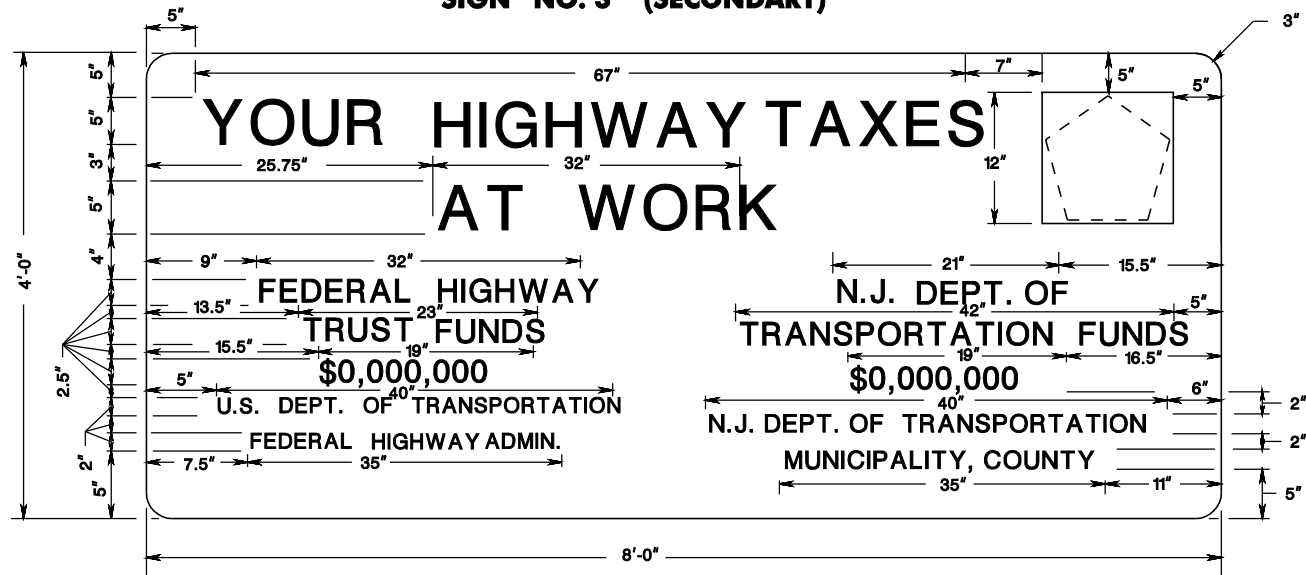 SIGN NO. 3 (SECONDARY)
5" 3"
67" 7" 5" 5"
5"
YOUR HIGHWAY TAXES
5" 12"
25.75" 32"
3"
AT WORK
5"
4'-0"
4" 9" 32" 21" 15.5"
FEDERAL HIGHWAY
N.J. DEPT. OF
13.5" 23" 42" 5"
TRUST FUNDS
TRANSPORTATION FUNDS
15.5" 19" 19" 16.5"
$0,000,000
$0,000,000
2.5" 5" 40" 40" 6" 2"
U.S. DEPT. OF TRANSPORTATION
N.J. DEPT. OF TRANSPORTATION
FEDERAL HIGHWAY ADMIN.
2"
MUNICIPALITY, COUNTY
2" 7.5" 35"
5" 35" 11" 5"
8'-0"